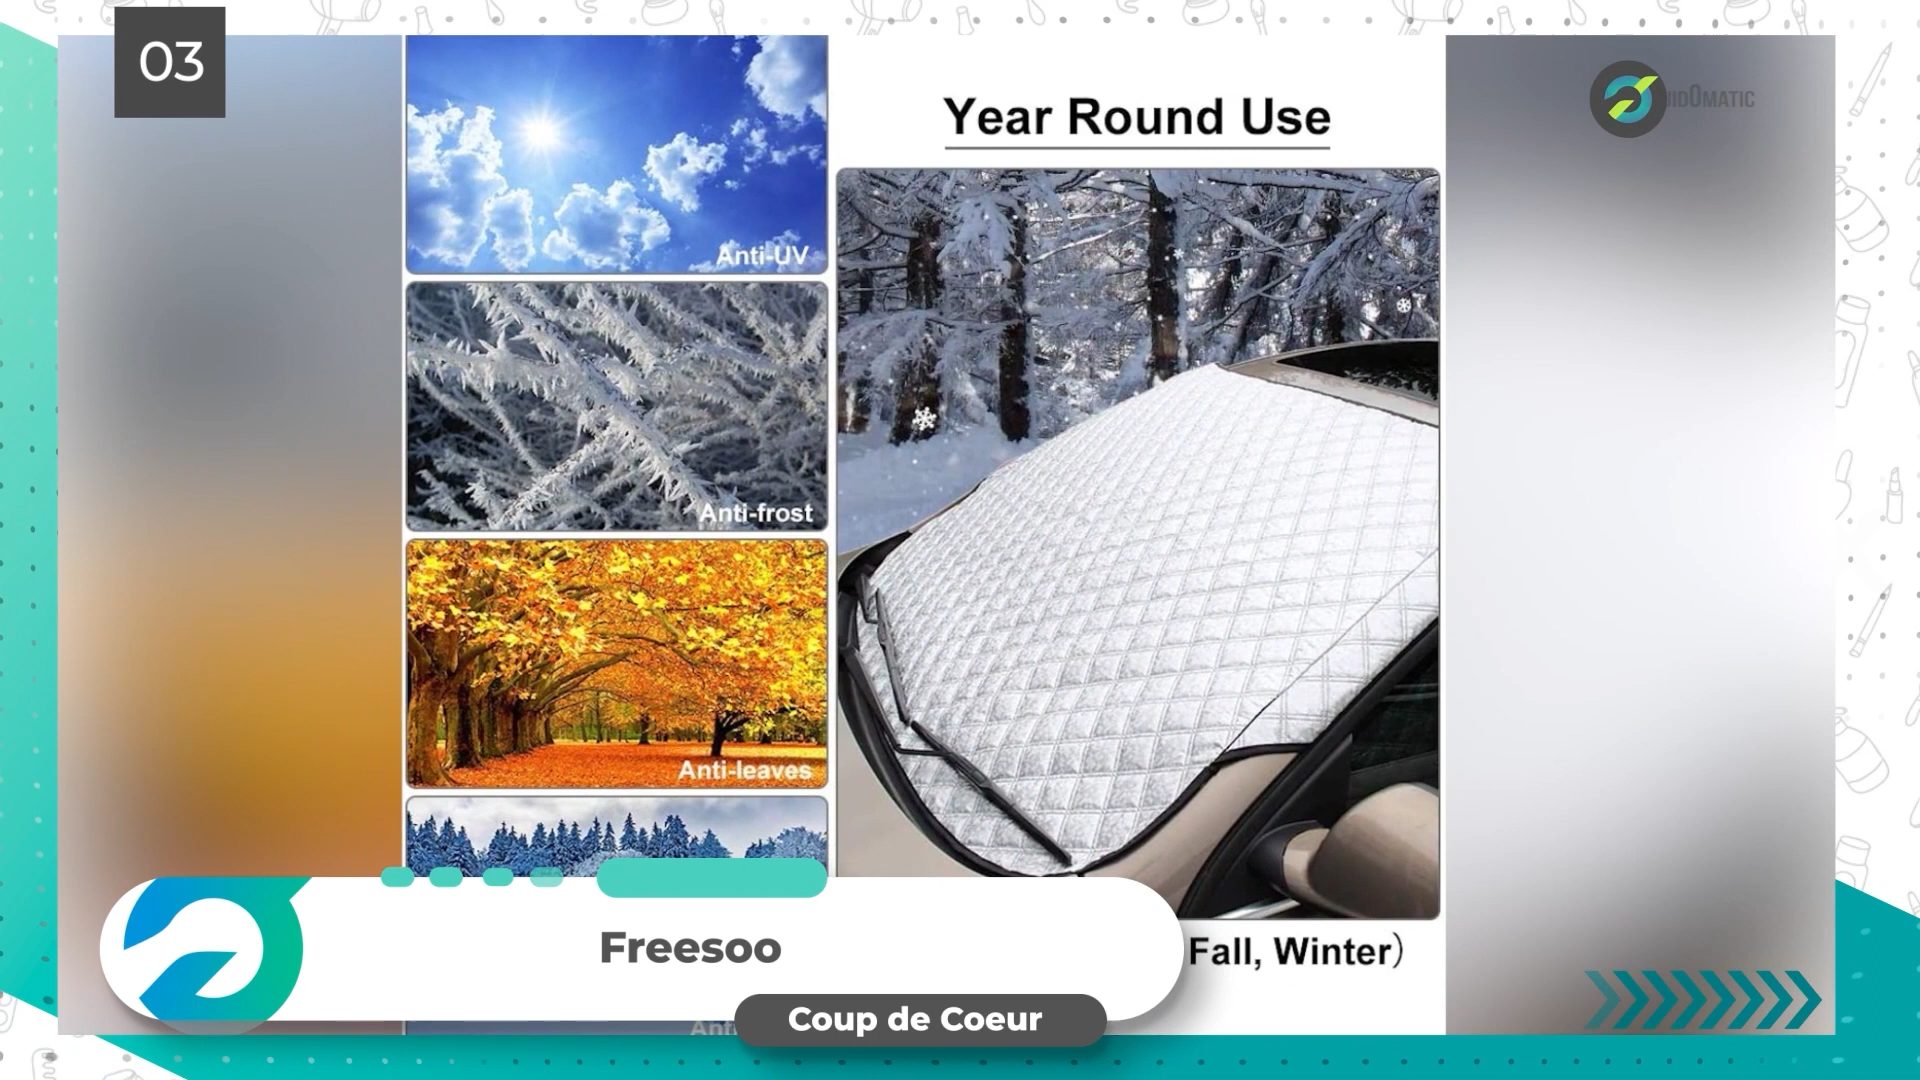 03
Year Round Use
Anti-UV
Anti-frost
Anti-leaves
Fall, Winter)
Freesoo
Coup de Coeur